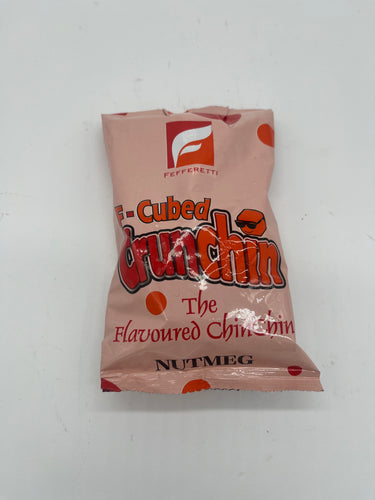 FEFFERETTI
F-Cubed
Crunchin
The
Flavoured ChinChin
NUTMEG